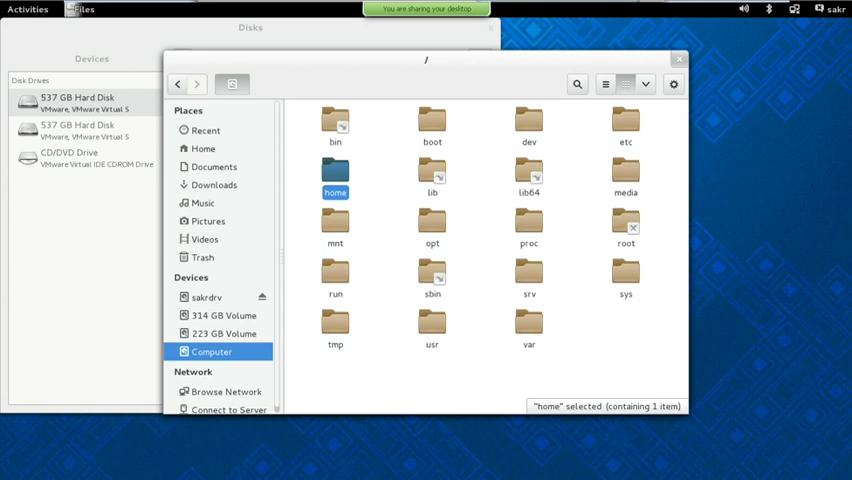 Activities
Files
You are sharing your desktop
sakr
Disks
Devices
Disk Drives
537 GB Hard Disk
VMware, VMware Virtual S
537 GB Hard Disk
VMware, VMware Virtual S
CD/DVD Drive
VMware Virtual IDE CDROM Drive
/
Places
Recent
Home
Documents
Downloads
Music
Pictures
Videos
Trash
Devices
sakrdrv
314 GB Volume
223 GB Volume
Computer
Network
Browse Network
Connect to Server
bin
boot
dev
etc
home
lib
lib64
media
mnt
opt
proc
root
run
sbin
srv
sys
tmp
usr
var
"home" selected (containing 1 item)